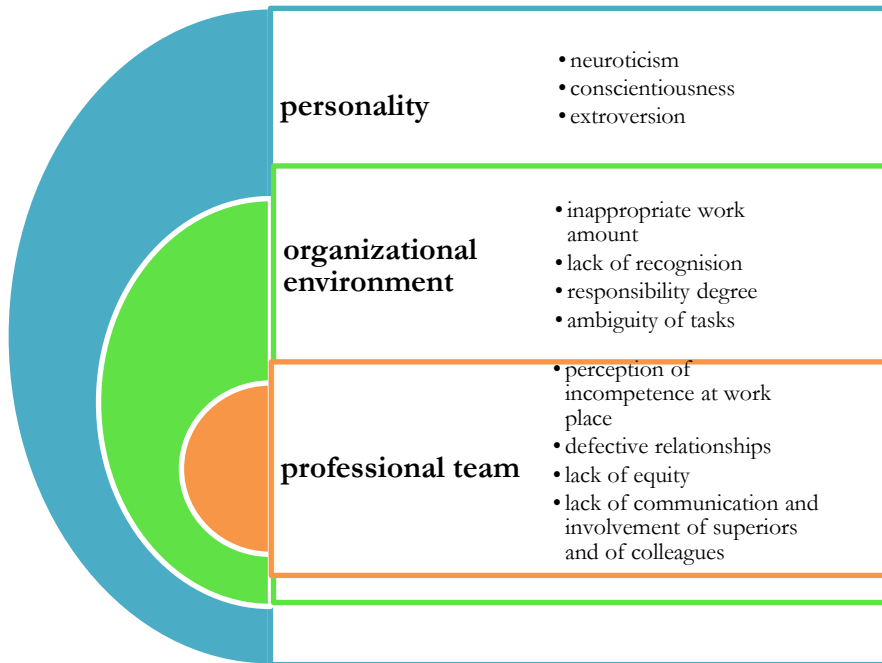 personality
• neuroticism
• conscientiousness
• extroversion
organizational
environment
• inappropriate work
amount
• lack of recognision
• responsibility degree
• ambiguity of tasks
professional team
• perception of
incompetence at work
place
• defective relationships
• lack of equity
• lack of communication and
involvement of superiors
and of colleagues